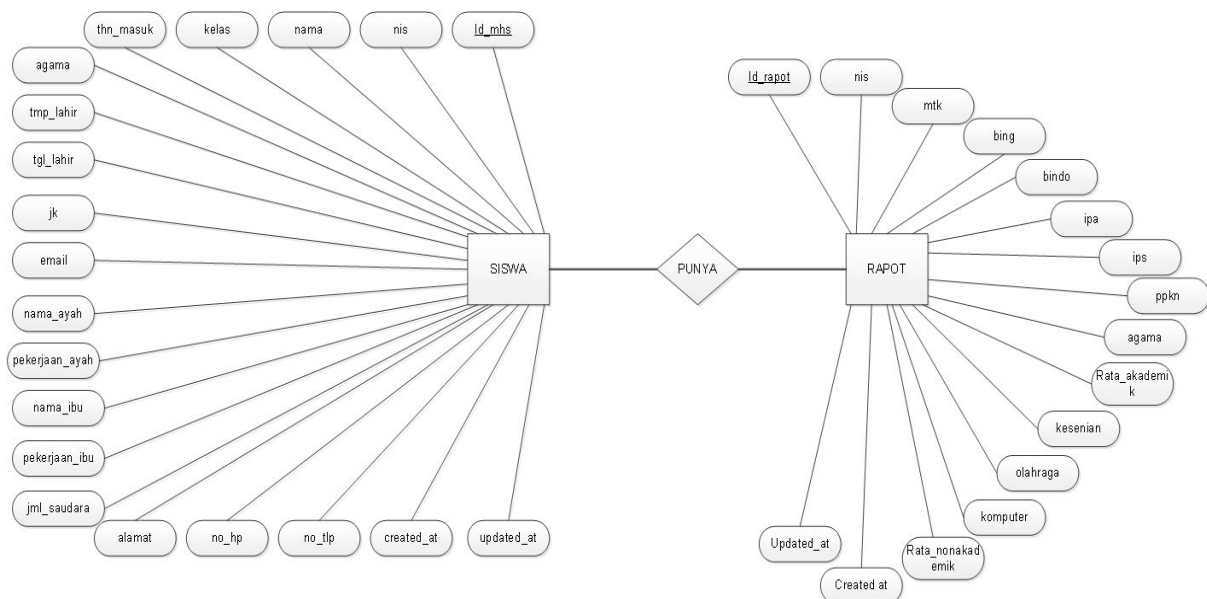 thn_masuk
kelas
nama
nis
Id_mhs
agama
tmp_lahir
tgl_lahir
jk
email
nama_ayah
pekerjaan_ayah
nama_ibu
pekerjaan_ibu
jml_saudara
alamat
no_hp
no_tlp
created_at
updated_at
SISWA
PUNYA
RAPOT
Id_rapot
nis
mtk
bing
bindo
ipa
ips
ppkn
agama
Rata_akademi
k
kesenian
olahraga
komputer
Rata_nonakad
emik
Created at
Updated_at